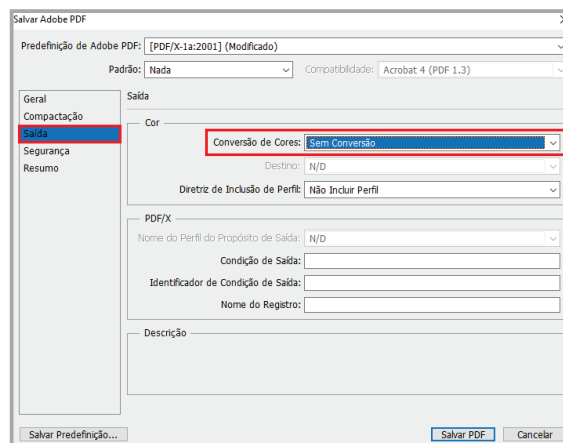 Salvar Adobe PDF
Predefinição de Adobe PDF: [PDF/X-1a:2001] (Modificado)
Padrão: Nada Compatibilidade: Acrobat 4 (PDF 1.3)
Geral
Compactação
Saída
Segurança
Resumo
Saída
Cor
Conversão de Cores: Sem Conversão
Destino: N/D
Diretriz de Inclusão de Perfil: Não Incluir Perfil
PDF/X
Nome do Perfil do Propósito de Saída: N/D
Condição de Saída:
Identificador de Condição de Saída:
Nome do Registro:
Descrição
Salvar Predefinição... Salvar PDF Cancelar